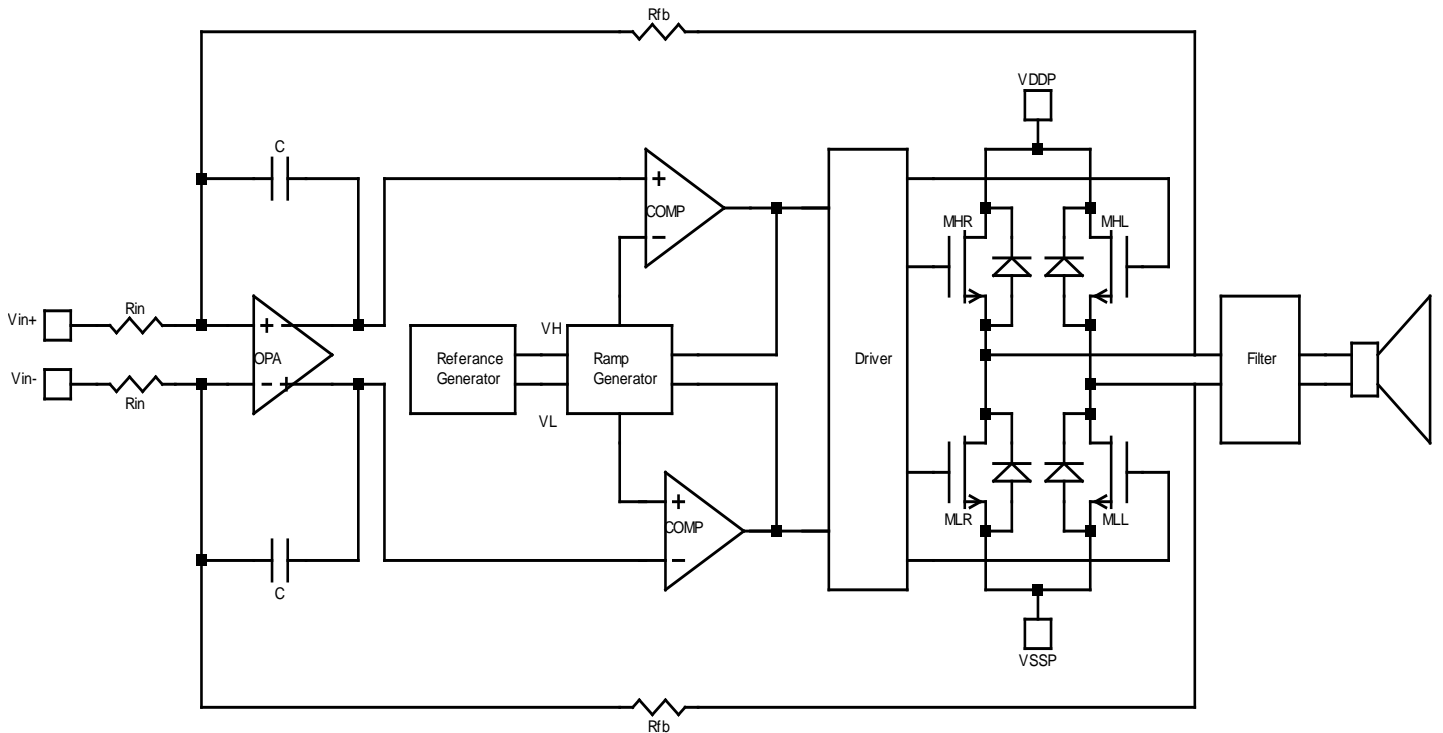 Rfb
VDDP
C
+
COMP
−
MHR
MHL
Vin+
Rin
+ −
OPA
− +
Vin-
Rin
VH
Referance
Generator
Ramp
Generator
VL
Driver
Filter
+
COMP
−
MLR
MLL
C
VSSP
Rfb